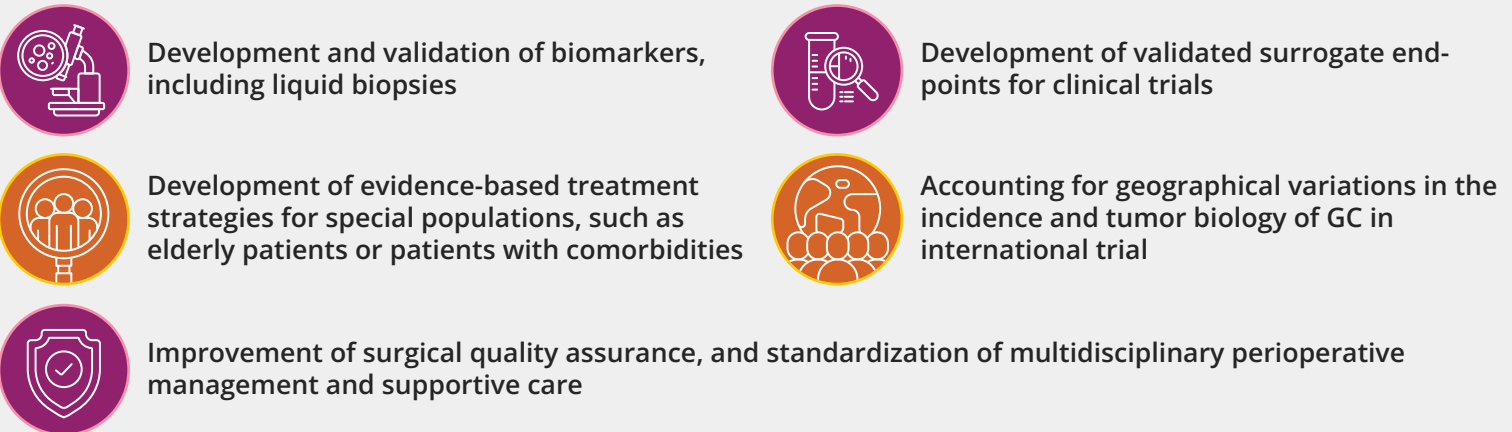 Development and validation of biomarkers,
including liquid biopsies
Development of validated surrogate end-
points for clinical trials
Development of evidence-based treatment
strategies for special populations, such as
elderly patients or patients with comorbidities
Accounting for geographical variations in the
incidence and tumor biology of GC in
international trial
Improvement of surgical quality assurance, and standardization of multidisciplinary perioperative
management and supportive care